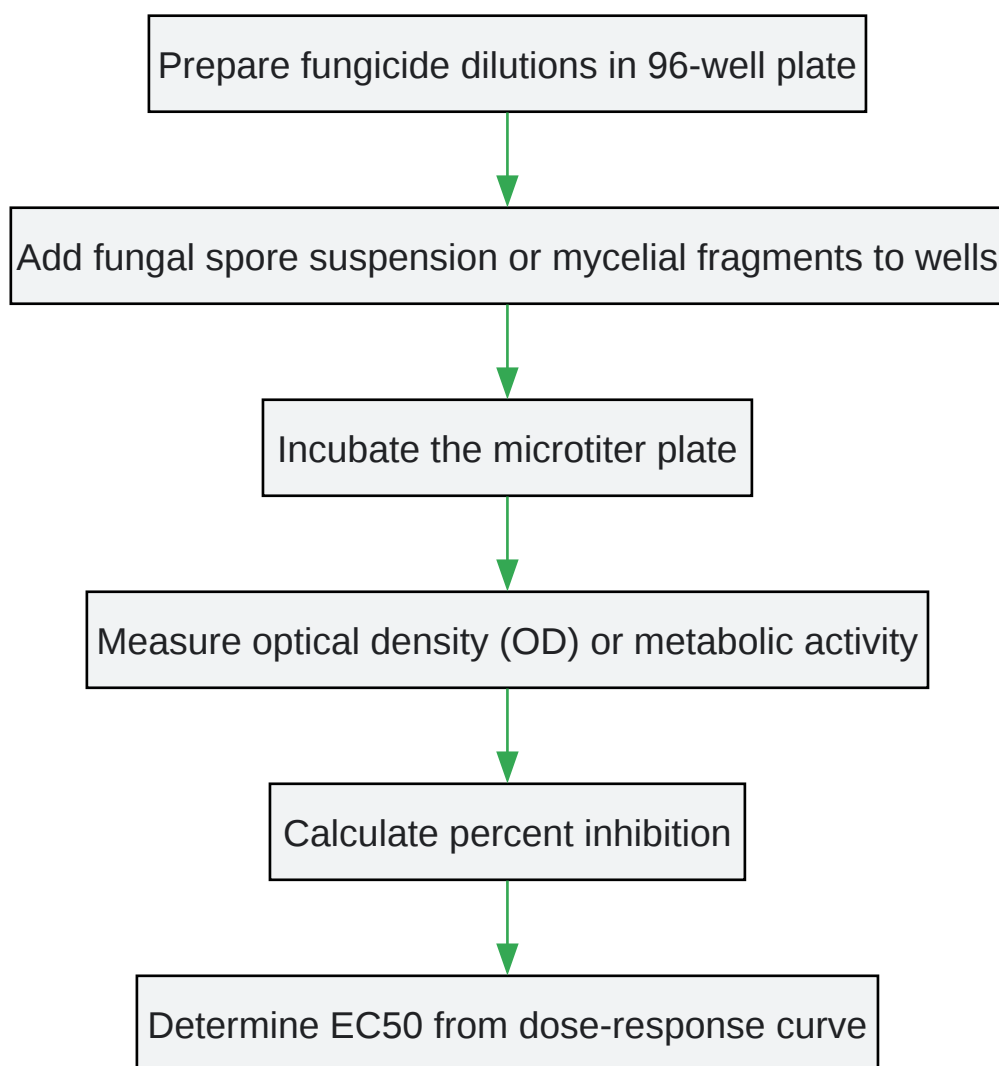 Prepare fungicide dilutions in 96-well plate
Add fungal spore suspension or mycelial fragments to wells
Incubate the microtiter plate
Measure optical density (OD) or metabolic activity
Calculate percent inhibition
Determine EC50 from dose-response curve